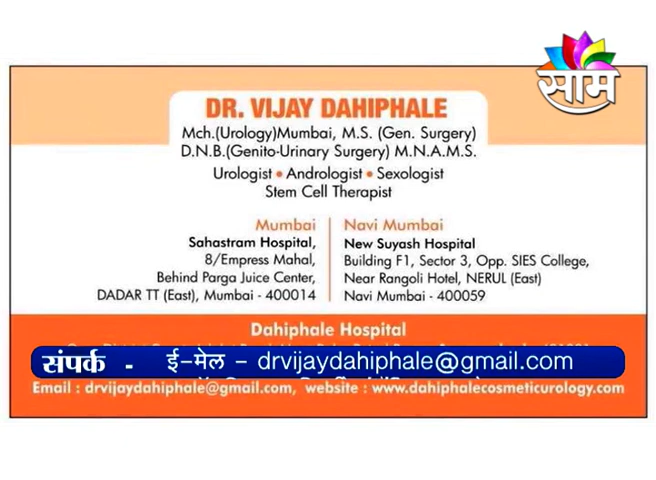 साम
DR. VIJAY DAHIPHALE
Mch.(Urology)Mumbai, M.S. (Gen. Surgery)
D.N.B.(Genito-Urinary Surgery) M.N.A.M.S.
Urologist • Andrologist • Sexologist
Stem Cell Therapist
Mumbai
Sahastram Hospital,
8/Empress Mahal,
Behind Parga Juice Center,
DADAR TT (East), Mumbai - 400014
Navi Mumbai
New Suyash Hospital
Building F1, Sector 3, Opp. SIES College,
Near Rangoli Hotel, NERUL (East)
Navi Mumbai - 400059
Dahiphale Hospital
संपर्क - ई-मेल - drvijaydahiphale@gmail.com
Email : drvijaydahiphale@gmail.com, website : www.dahiphalecosmeticurology.com